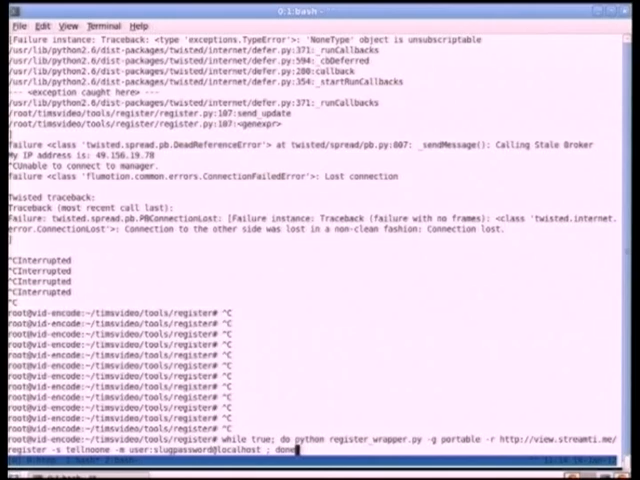 0:1:bash -
File Edit View Terminal Help
[Failure instance: Traceback: <type 'exceptions.TypeError'>: 'NoneType' object is unsubscriptable
/usr/lib/python2.6/dist-packages/twisted/internet/defer.py:371:_runCallbacks
/usr/lib/python2.6/dist-packages/twisted/internet/defer.py:594:_cbDeferred
/usr/lib/python2.6/dist-packages/twisted/internet/defer.py:280:callback
/usr/lib/python2.6/dist-packages/twisted/internet/defer.py:354:_startRunCallbacks
--- <exception caught here> ---
/usr/lib/python2.6/dist-packages/twisted/internet/defer.py:371:_runCallbacks
/root/timsvideo/tools/register/register.py:107:send_update
/root/timsvideo/tools/register/register.py:107:<genexpr>
]
failure <class 'twisted.spread.pb.DeadReferenceError'> at twisted/spread/pb.py:807: _sendMessage(): Calling Stale Broker
My IP address is: 49.156.19.78
^CUnable to connect to manager.
failure <class 'flumotion.common.errors.ConnectionFailedError'>: Lost connection
Twisted traceback:
Traceback (most recent call last):
Failure: twisted.spread.pb.PBConnectionLost: [Failure instance: Traceback (failure with no frames): <class 'twisted.internet.
error.ConnectionLost'>: Connection to the other side was lost in a non-clean fashion: Connection lost.
]
^CInterrupted
^CInterrupted
^CInterrupted
^CInterrupted
^C
root@vid-encode:~/timsvideo/tools/register# ^C
root@vid-encode:~/timsvideo/tools/register# ^C
root@vid-encode:~/timsvideo/tools/register# ^C
root@vid-encode:~/timsvideo/tools/register# ^C
root@vid-encode:~/timsvideo/tools/register# ^C
root@vid-encode:~/timsvideo/tools/register# ^C
root@vid-encode:~/timsvideo/tools/register# ^C
root@vid-encode:~/timsvideo/tools/register# ^C
root@vid-encode:~/timsvideo/tools/register# ^C
root@vid-encode:~/timsvideo/tools/register# ^C
root@vid-encode:~/timsvideo/tools/register# ^C
root@vid-encode:~/timsvideo/tools/register# ^C
root@vid-encode:~/timsvideo/tools/register# while true; do python register_wrapper.py -g portable -r http://view.streamti.me/
register -s tellnoone -m user:slugpassword@localhost ; done